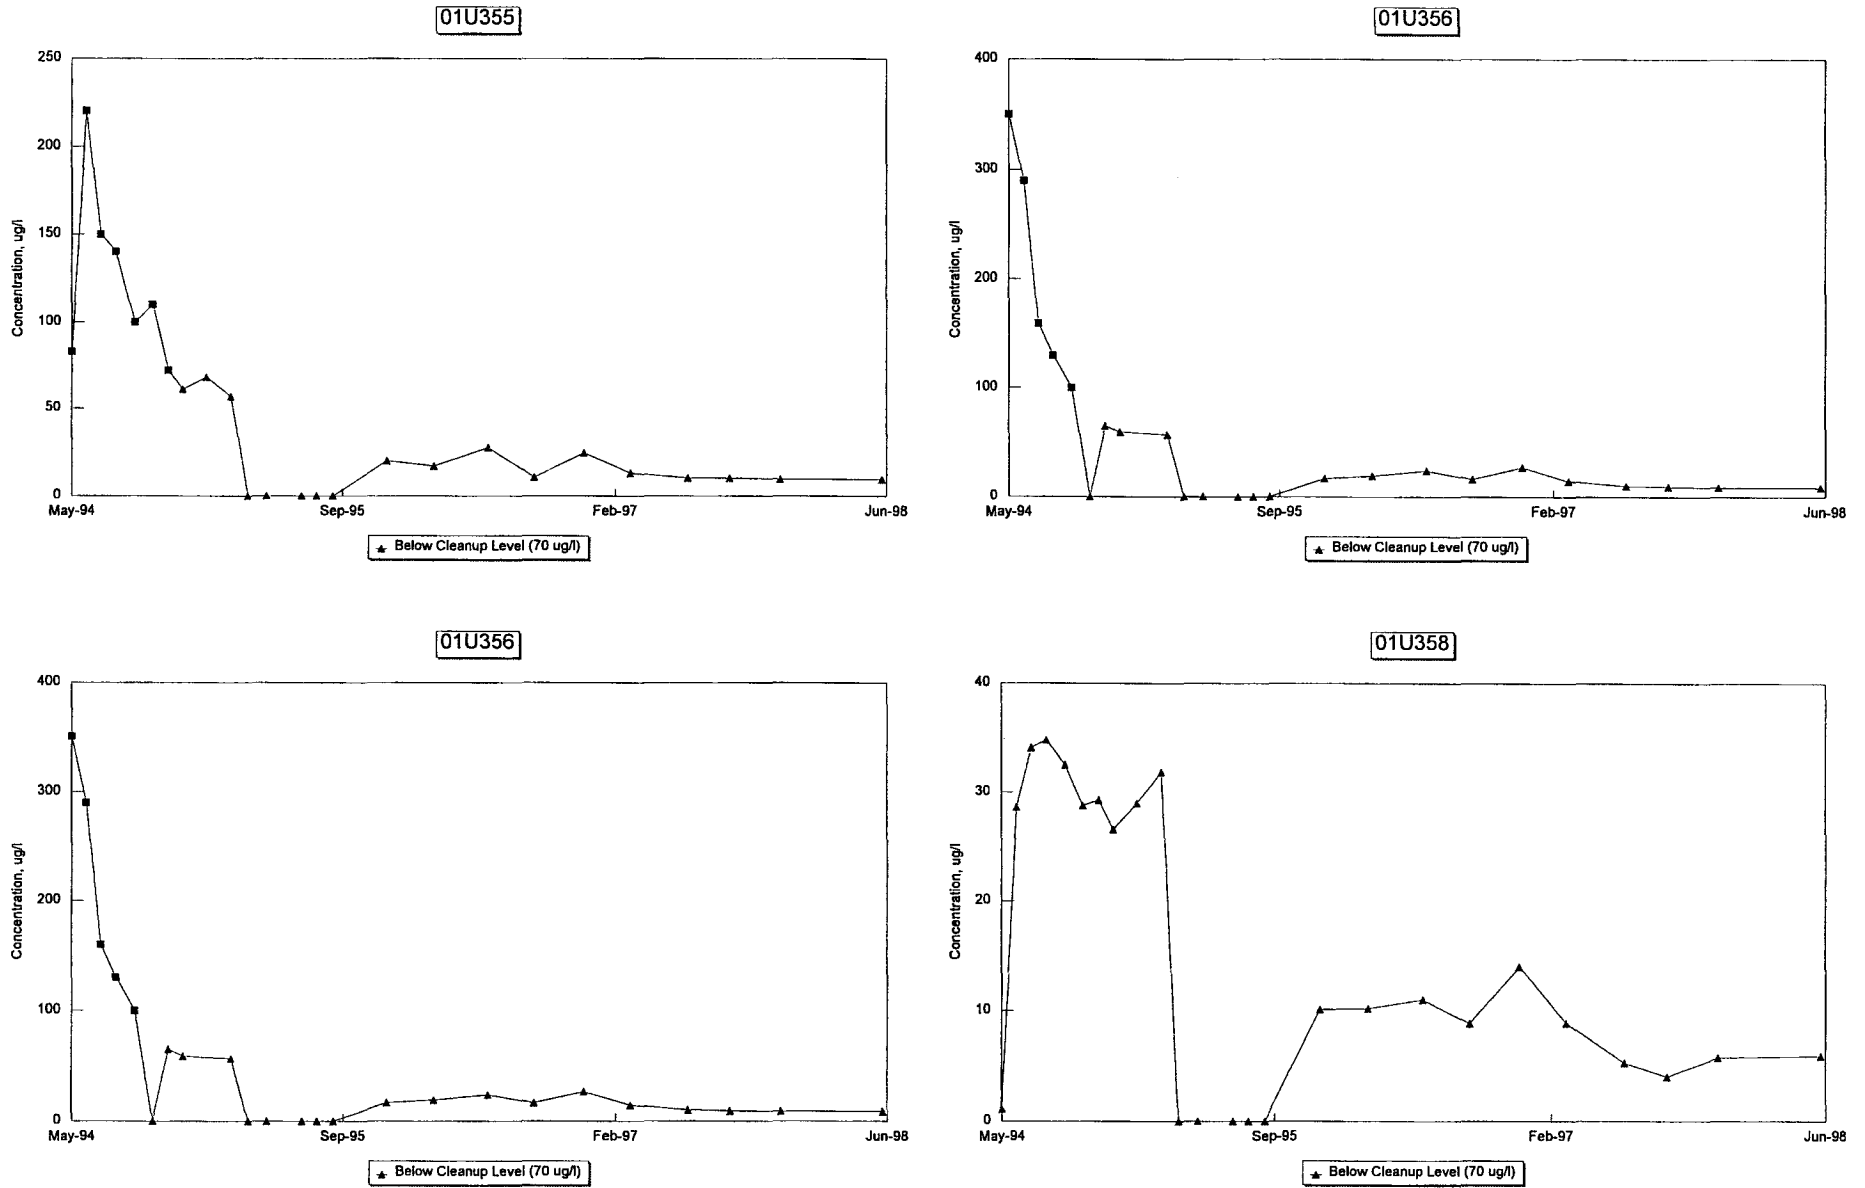 01U355
250
200
150
100
50
0
Concentration, ug/l
May-94 Sep-95 Feb-97 Jun-98
Below Cleanup Level (70 ug/l)
01U356
400
300
200
100
0
Concentration, ug/l
May-94 Sep-95 Feb-97 Jun-98
Below Cleanup Level (70 ug/l)
01U356
400
300
200
100
0
Concentration, ug/l
May-94 Sep-95 Feb-97 Jun-98
Below Cleanup Level (70 ug/l)
01U358
40
30
20
10
0
Concentration, ug/l
May-94 Sep-95 Feb-97 Jun-98
Below Cleanup Level (70 ug/l)